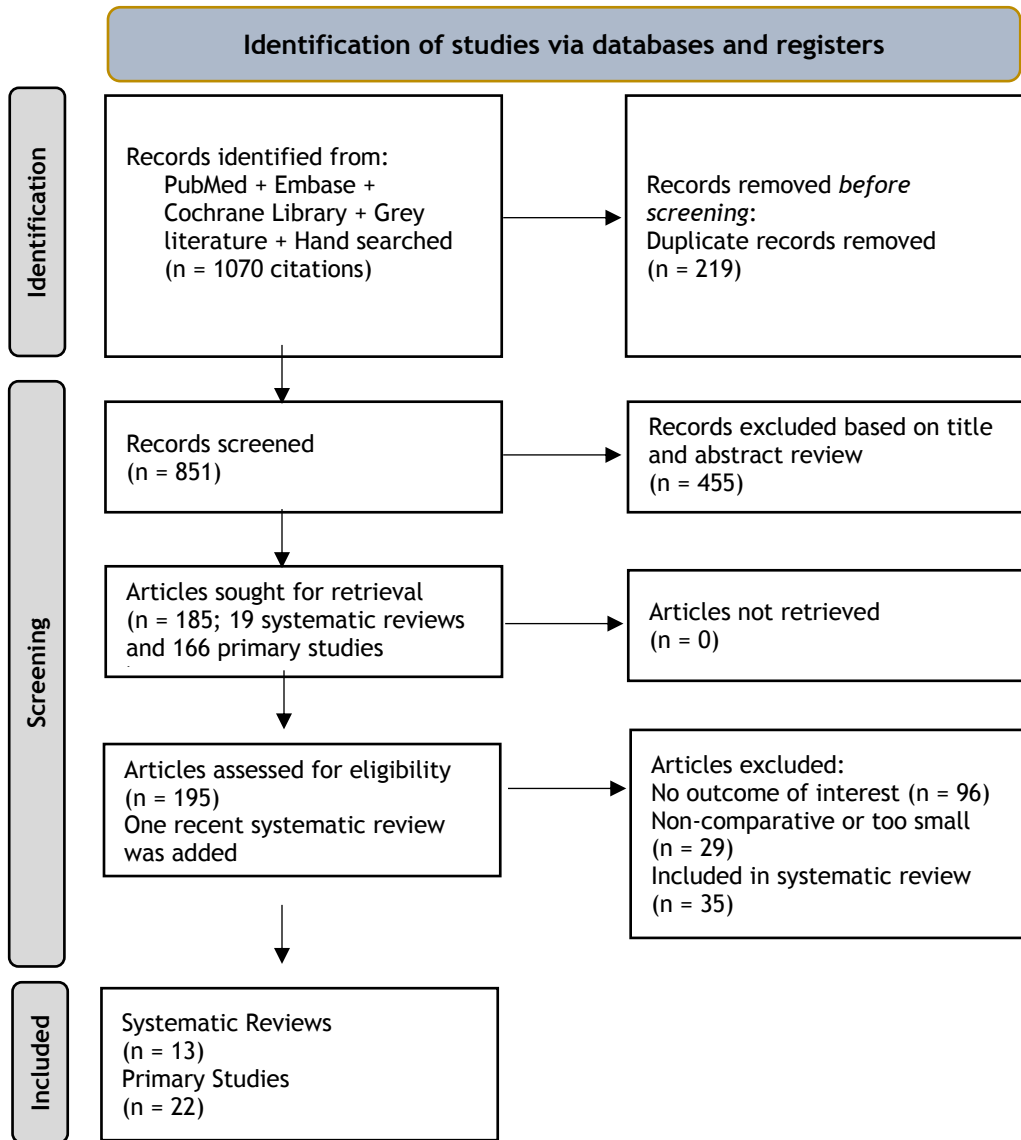 Identification of studies via databases and registers
Identification
Records identified from:
PubMed + Embase +
Cochrane Library + Grey
literature + Hand searched
(n = 1070 citations)
Records removed before
screening:
Duplicate records removed
(n = 219)
Screening
Records screened
(n = 851)
Records excluded based on title
and abstract review
(n = 455)
Articles sought for retrieval
(n = 185; 19 systematic reviews
and 166 primary studies
Articles not retrieved
(n = 0)
Articles assessed for eligibility
(n = 195)
One recent systematic review
was added
Articles excluded:
No outcome of interest (n = 96)
Non-comparative or too small
(n = 29)
Included in systematic review
(n = 35)
Included
Systematic Reviews
(n = 13)
Primary Studies
(n = 22)